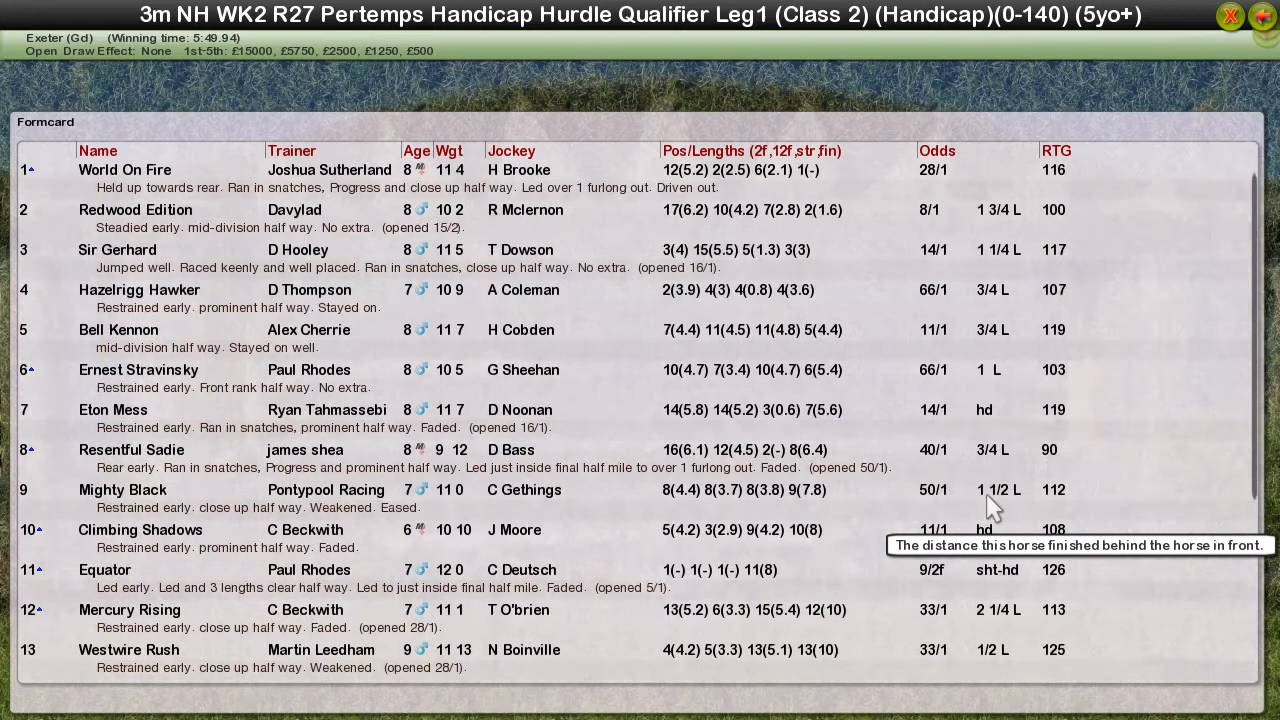 3m NH WK2 R27 Pertemps Handicap Hurdle Qualifier Leg1 (Class 2) (Handicap)(0-140) (5yo+)
Exeter (Gd) (Winning time: 5:49.94)
Open Draw Effect: None 1st-5th: £15000, £5750, £2500, £1250, £500
Formcard
Name Trainer Age Wgt Jockey Pos/Lengths (2f,12f,str,fin) Odds RTG
1 World On Fire Joshua Sutherland 8 11 4 H Brooke 12(5.2) 2(2.5) 6(2.1) 1(-) 28/1 116
Held up towards rear. Ran in snatches, Progress and close up half way. Led over 1 furlong out. Driven out.
2 Redwood Edition Davylad 8 10 2 R Mclernon 17(6.2) 10(4.2) 7(2.8) 2(1.6) 8/1 1 3/4 L 100
Steadied early. mid-division half way. No extra. (opened 15/2).
3 Sir Gerhard D Hooley 8 11 5 T Dowson 3(4) 15(5.5) 5(1.3) 3(3) 14/1 1 1/4 L 117
Jumped well. Raced keenly and well placed. Ran in snatches, close up half way. No extra. (opened 16/1).
4 Hazelrigg Hawker D Thompson 7 10 9 A Coleman 2(3.9) 4(3) 4(0.8) 4(3.6) 66/1 3/4 L 107
Restrained early. prominent half way. Stayed on.
5 Bell Kennon Alex Cherrie 8 11 7 H Cobden 7(4.4) 11(4.5) 11(4.8) 5(4.4) 11/1 3/4 L 119
mid-division half way. Stayed on well.
6 Ernest Stravinsky Paul Rhodes 8 10 5 G Sheehan 10(4.7) 7(3.4) 10(4.7) 6(5.4) 66/1 1 L 103
Restrained early. Front rank half way. No extra.
7 Eton Mess Ryan Tahmassebi 8 11 7 D Noonan 14(5.8) 14(5.2) 3(0.6) 7(5.6) 14/1 hd 119
Restrained early. Ran in snatches, prominent half way. Faded. (opened 16/1).
8 Resentful Sadie james shea 8 9 12 D Bass 16(6.1) 12(4.5) 2(-) 8(6.4) 40/1 3/4 L 90
Rear early. Ran in snatches, Progress and prominent half way. Led just inside final half mile to over 1 furlong out. Faded. (opened 50/1).
9 Mighty Black Pontypool Racing 7 11 0 C Gethings 8(4.4) 8(3.7) 8(3.8) 9(7.8) 50/1 1 1/2 L 112
Restrained early. close up half way. Weakened. Eased.
10 Climbing Shadows C Beckwith 6 10 10 J Moore 5(4.2) 3(2.9) 9(4.2) 10(8) 11/1 hd 108
Restrained early. prominent half way. Faded.
The distance this horse finished behind the horse in front.
11 Equator Paul Rhodes 7 12 0 C Deutsch 1(-) 1(-) 1(-) 11(8) 9/2f sht-hd 126
Led early. Led and 3 lengths clear half way. Led to just inside final half mile. Faded. (opened 5/1).
12 Mercury Rising C Beckwith 7 11 1 T O'brien 13(5.2) 6(3.3) 15(5.4) 12(10) 33/1 2 1/4 L 113
Restrained early. close up half way. Faded. (opened 28/1).
13 Westwire Rush Martin Leedham 9 11 13 N Boinville 4(4.2) 5(3.3) 13(5.1) 13(10) 33/1 1/2 L 125
Restrained early. close up half way. Weakened. (opened 28/1).